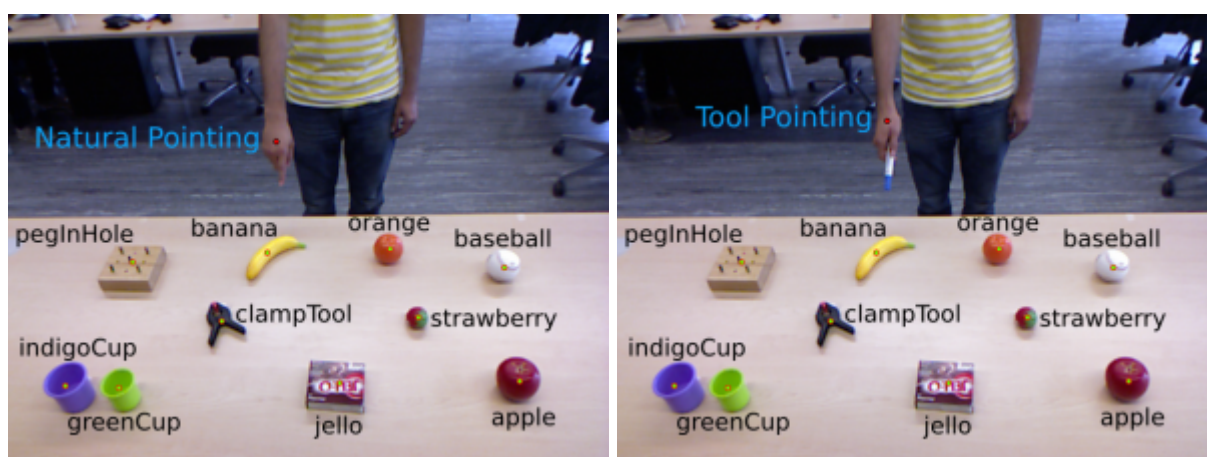 Natural Pointing
banana
orange
pegInHole
baseball
clampTool
strawberry
indigoCup
greenCup
jello
apple
Tool Pointing
banana
orange
pegInHole
baseball
clampTool
strawberry
indigoCup
greenCup
jello
apple